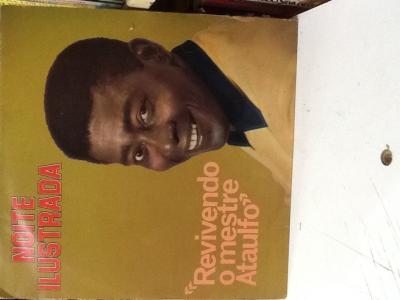 NOITE
ILUSTRADA
"Revivendo
o mestre
Ataulfo"